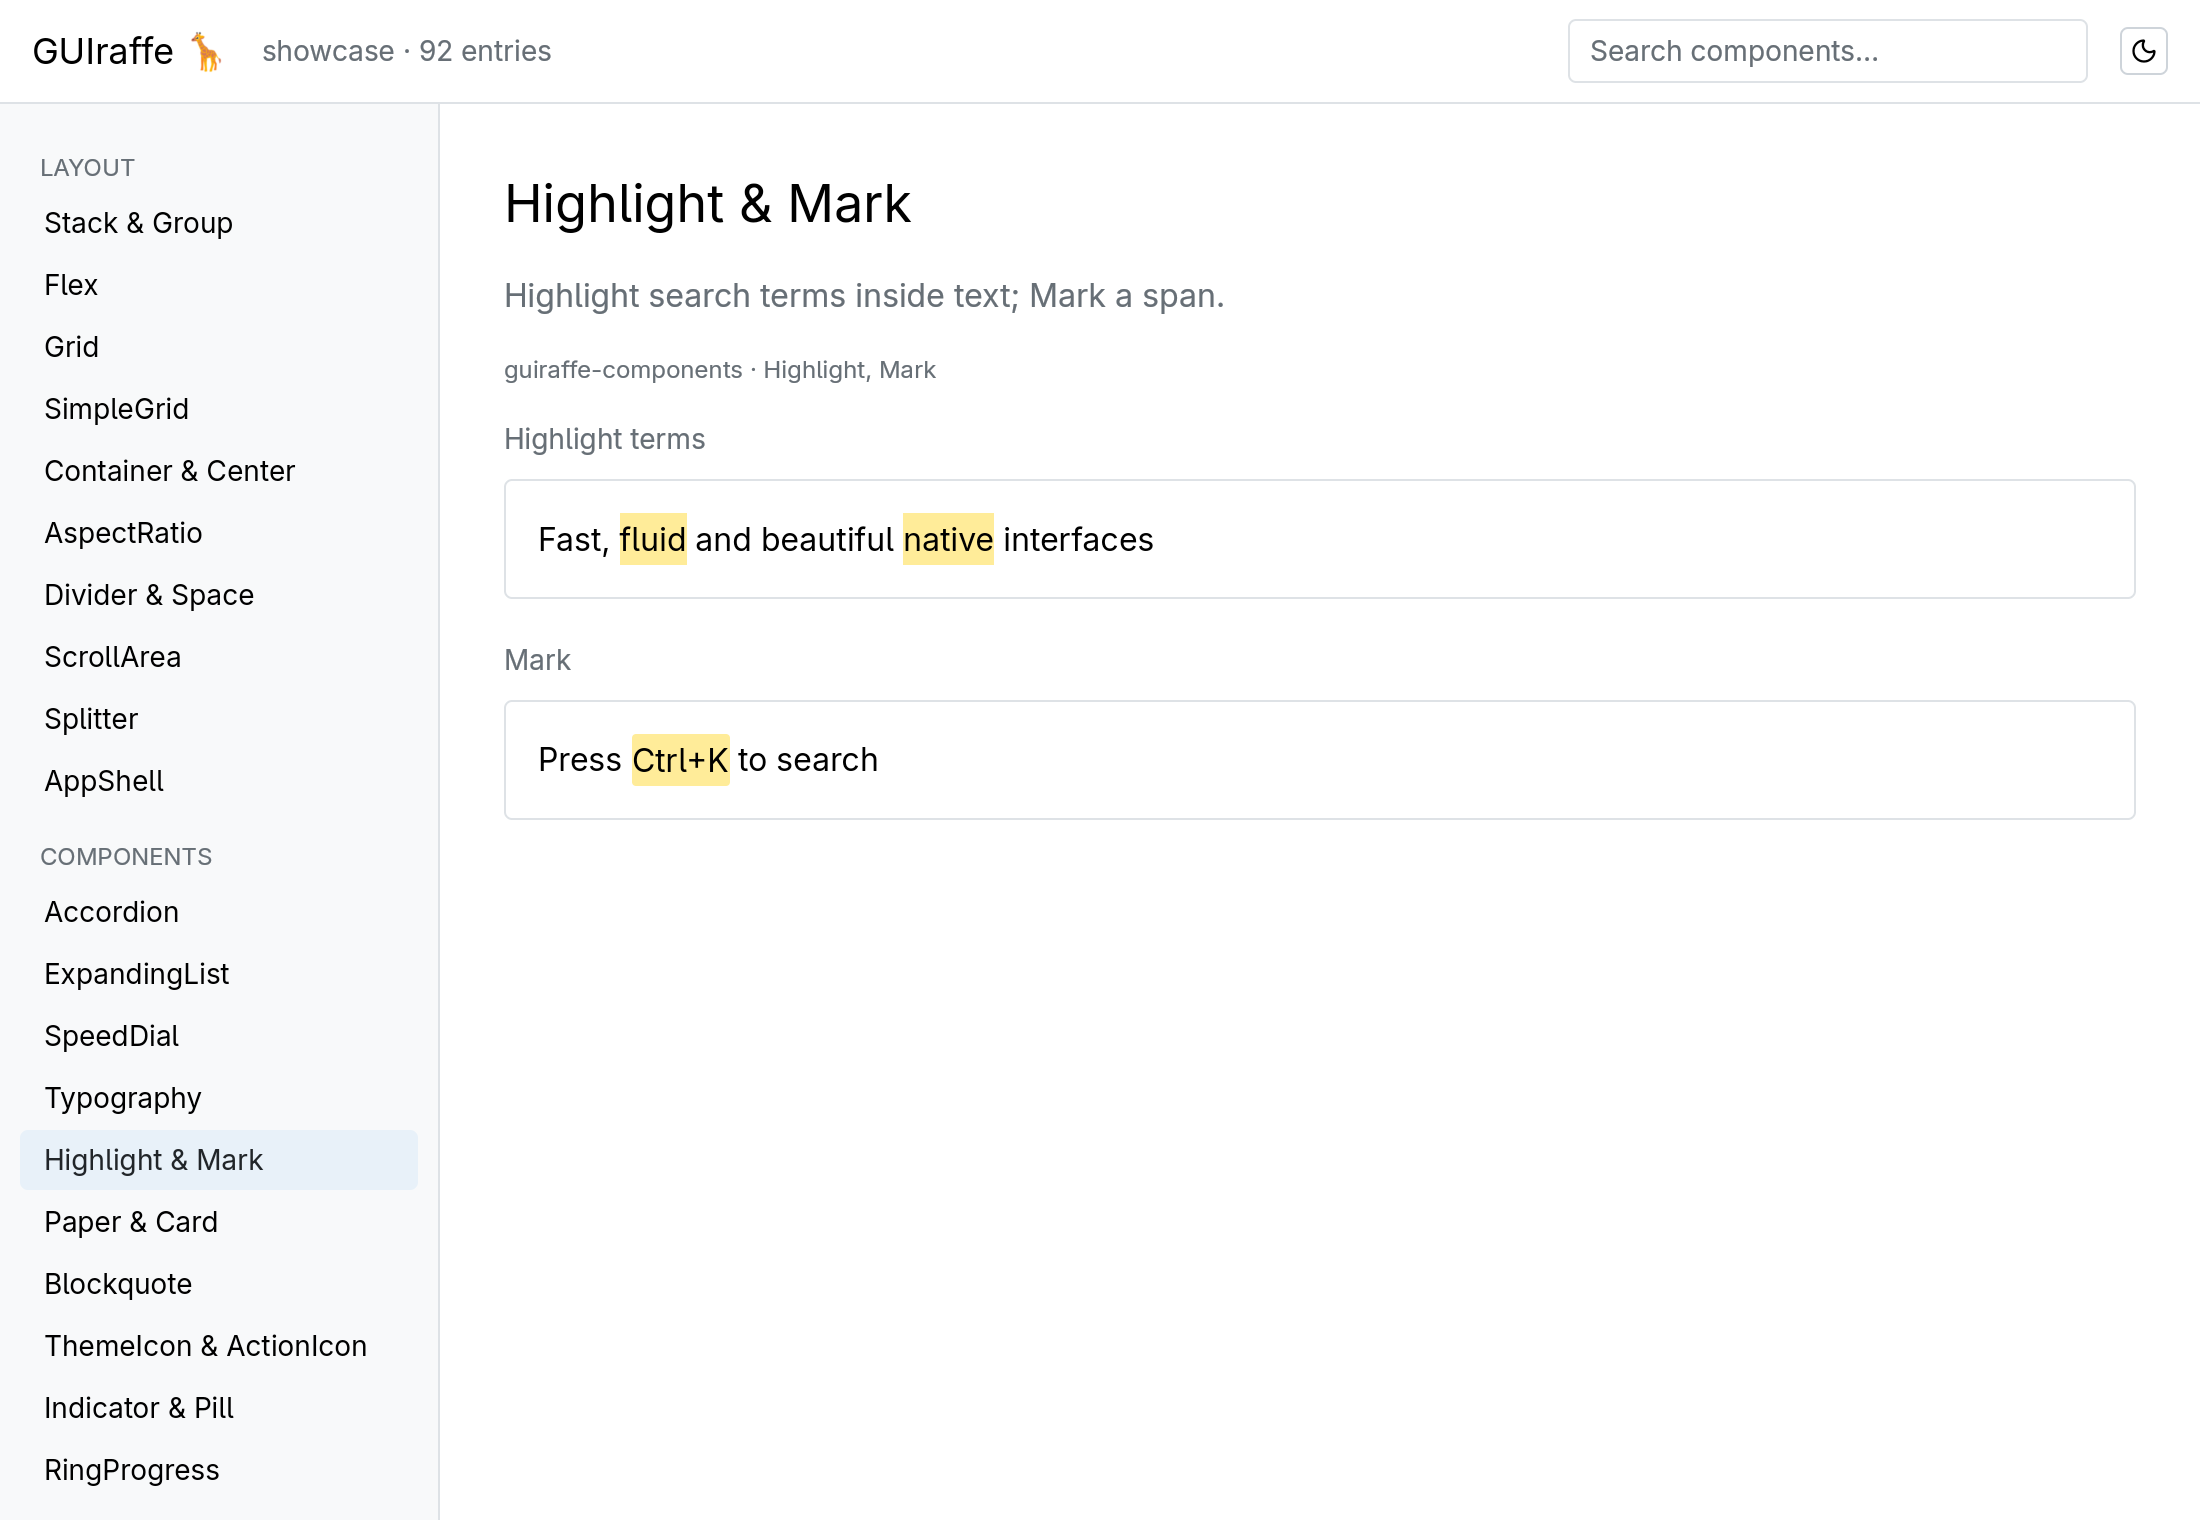 GUIraffe 🦒 showcase · 92 entries
Search components...
LAYOUT
Stack & Group
Flex
Grid
SimpleGrid
Container & Center
AspectRatio
Divider & Space
ScrollArea
Splitter
AppShell
COMPONENTS
Accordion
ExpandingList
SpeedDial
Typography
Highlight & Mark
Paper & Card
Blockquote
ThemeIcon & ActionIcon
Indicator & Pill
RingProgress
Highlight & Mark
Highlight search terms inside text; Mark a span.
guiraffe-components · Highlight, Mark
Highlight terms
Fast, fluid and beautiful native interfaces
Mark
Press Ctrl+K to search